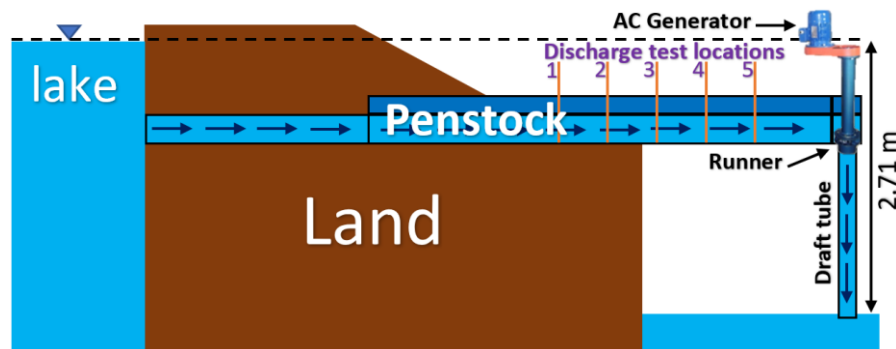 AC Generator
Discharge test locations
1 2 3 4 5
lake
Penstock
Runner
Land
Draft tube
2.71 m